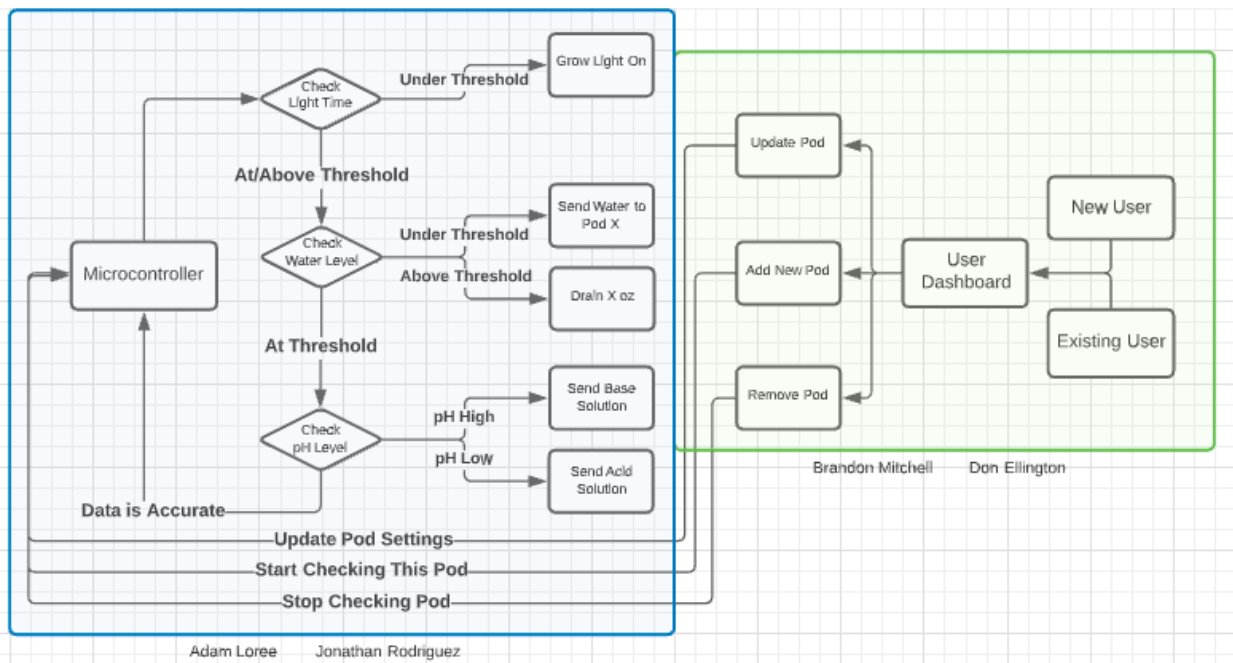 Grow Light On
Check
Light Time
Under Threshold
Update Pod
At/Above Threshold
New User
Send Water to
Pod X
Check
Water Level
Under Threshold
Above Threshold
Microcontroller
Add New Pod
User
Dashboard
Drain X oz
At Threshold
Existing User
Send Base
Solution
Remove Pod
pH High
Check
pH Level
pH Low
Send Acid
Solution
Brandon Mitchell
Don Ellington
Data is Accurate
Update Pod Settings
Start Checking This Pod
Stop Checking Pod
Adam Loree
Jonathan Rodriguez